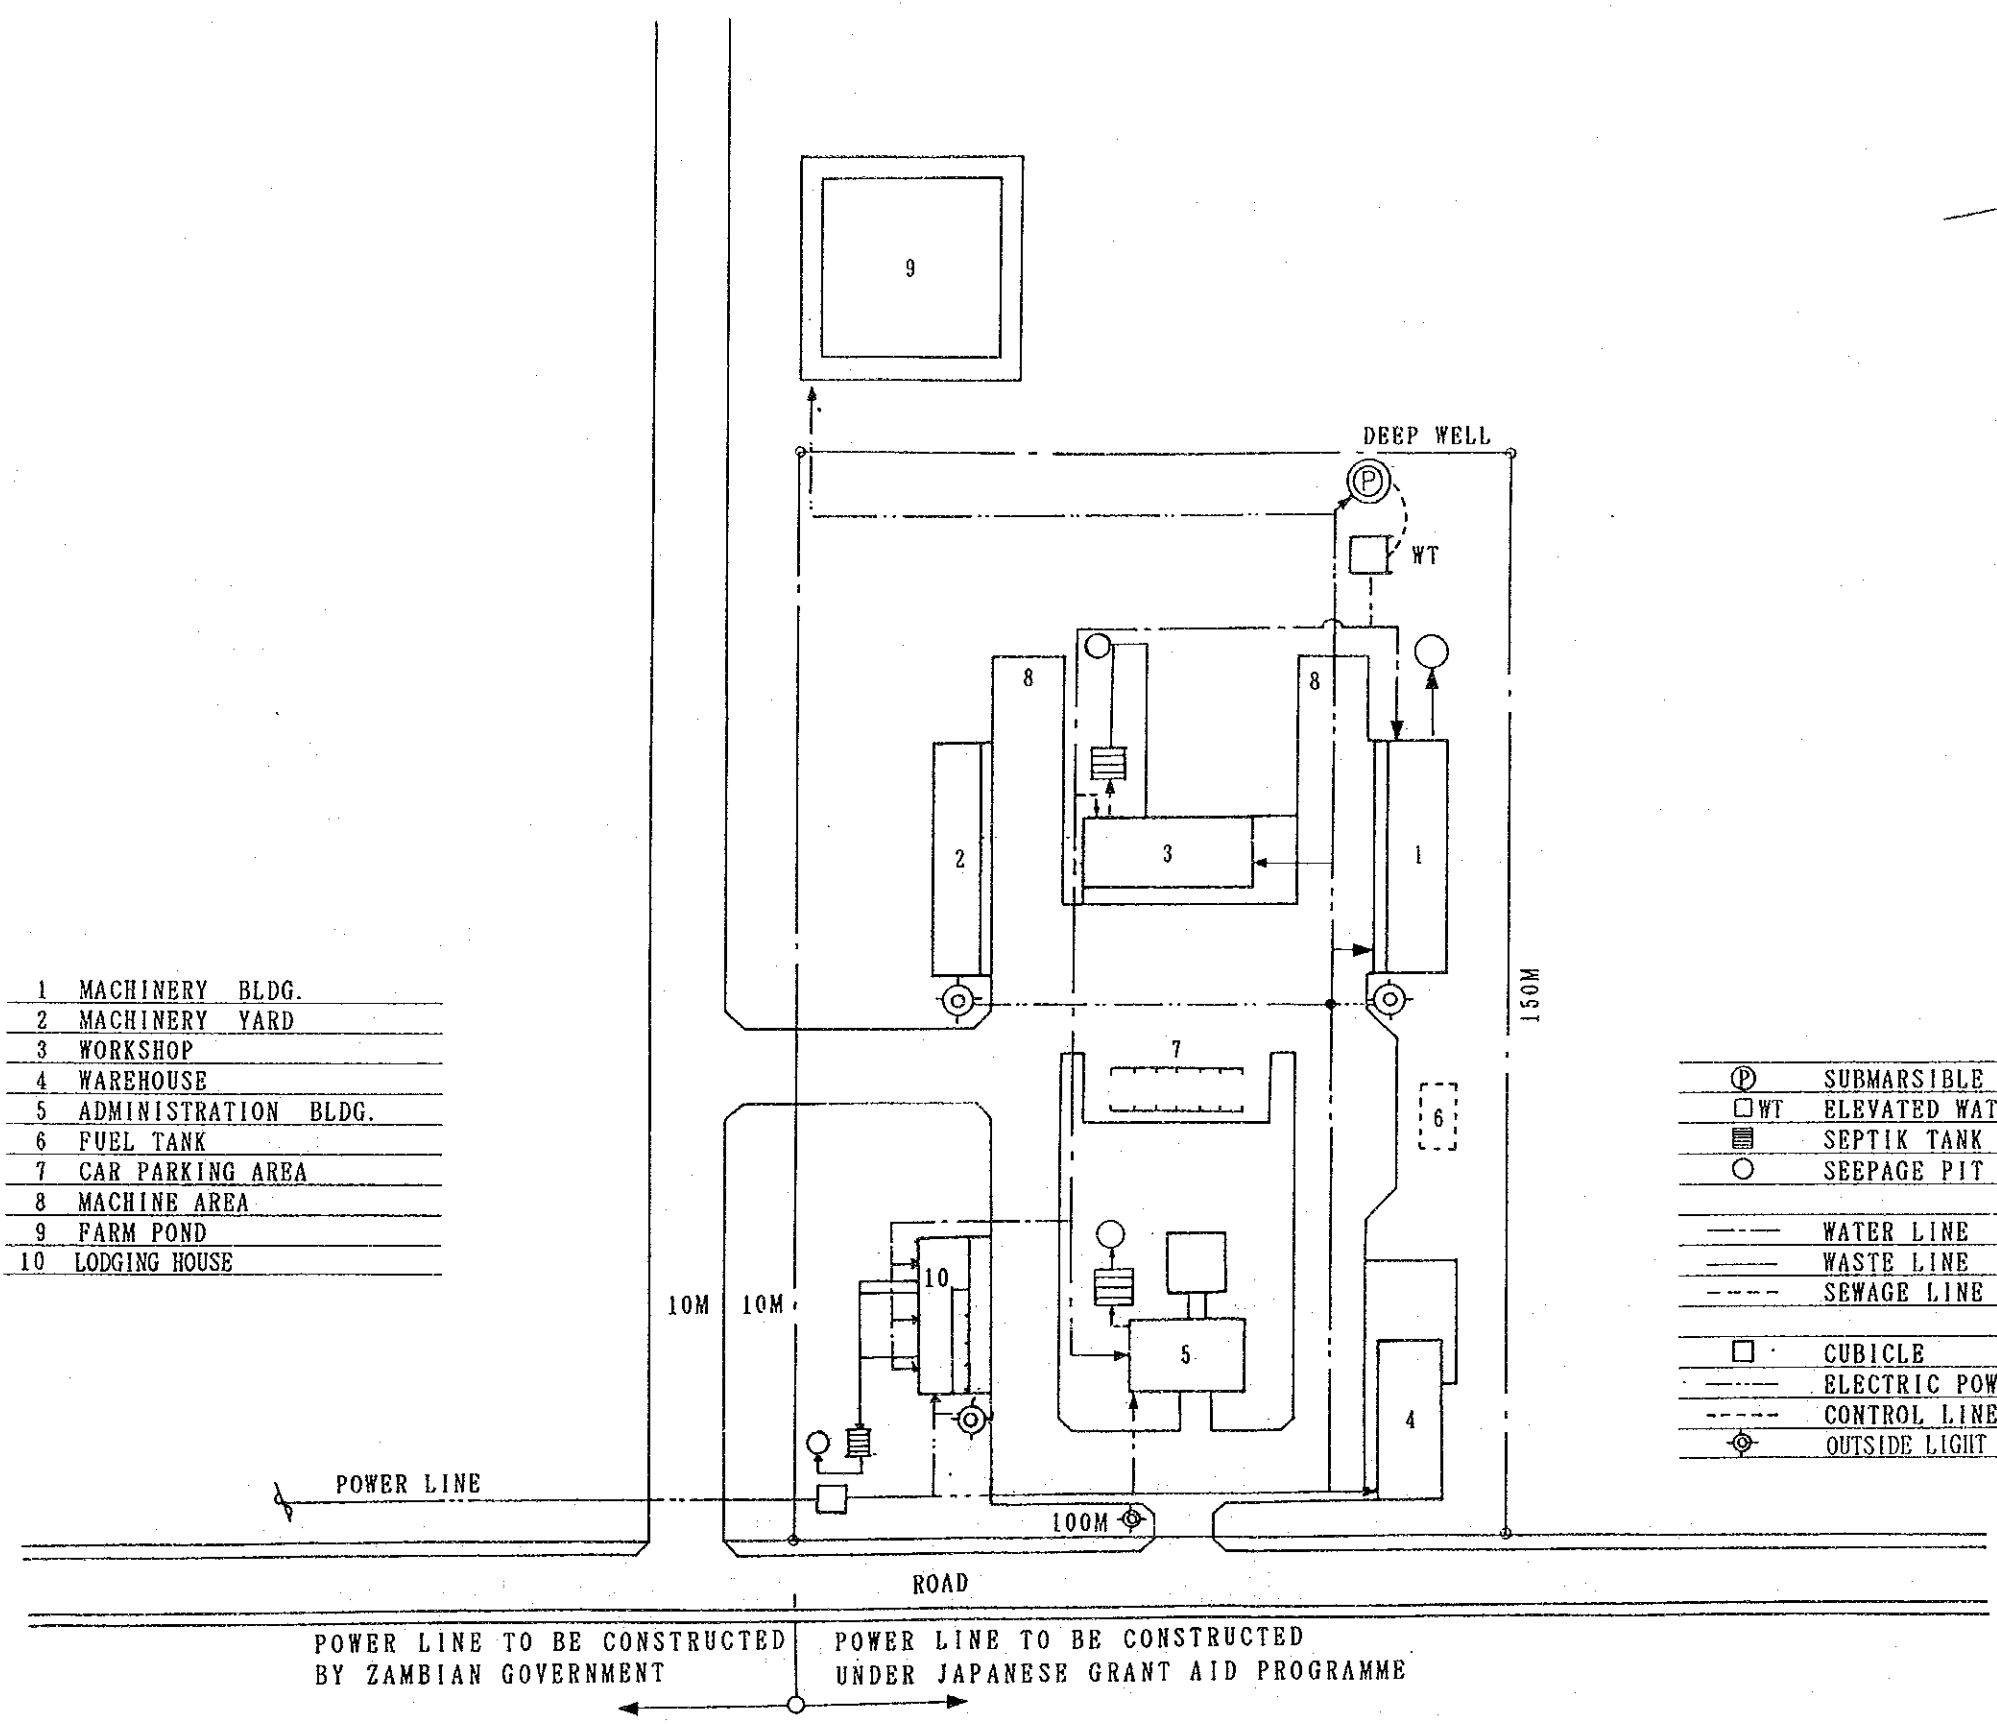 9
DEEP WELL
P
WT
8
8
2
3
1
150M
1 MACHINERY BLDG.
2 MACHINERY YARD
3 WORKSHOP
4 WAREHOUSE
5 ADMINISTRATION BLDG.
6 FUEL TANK
7 CAR PARKING AREA
8 MACHINE AREA
9 FARM POND
10 LODGING HOUSE
7
6
10
10M
10M
5
4
P SUBMARSIBLE
WT ELEVATED WAT
SEPTIK TANK
SEEPAGE PIT
WATER LINE
WASTE LINE
SEWAGE LINE
CUBICLE
ELECTRIC POW
CONTROL LINE
OUTSIDE LIGHT
POWER LINE
100M
ROAD
POWER LINE TO BE CONSTRUCTED
BY ZAMBIAN GOVERNMENT
POWER LINE TO BE CONSTRUCTED
UNDER JAPANESE GRANT AID PROGRAMME